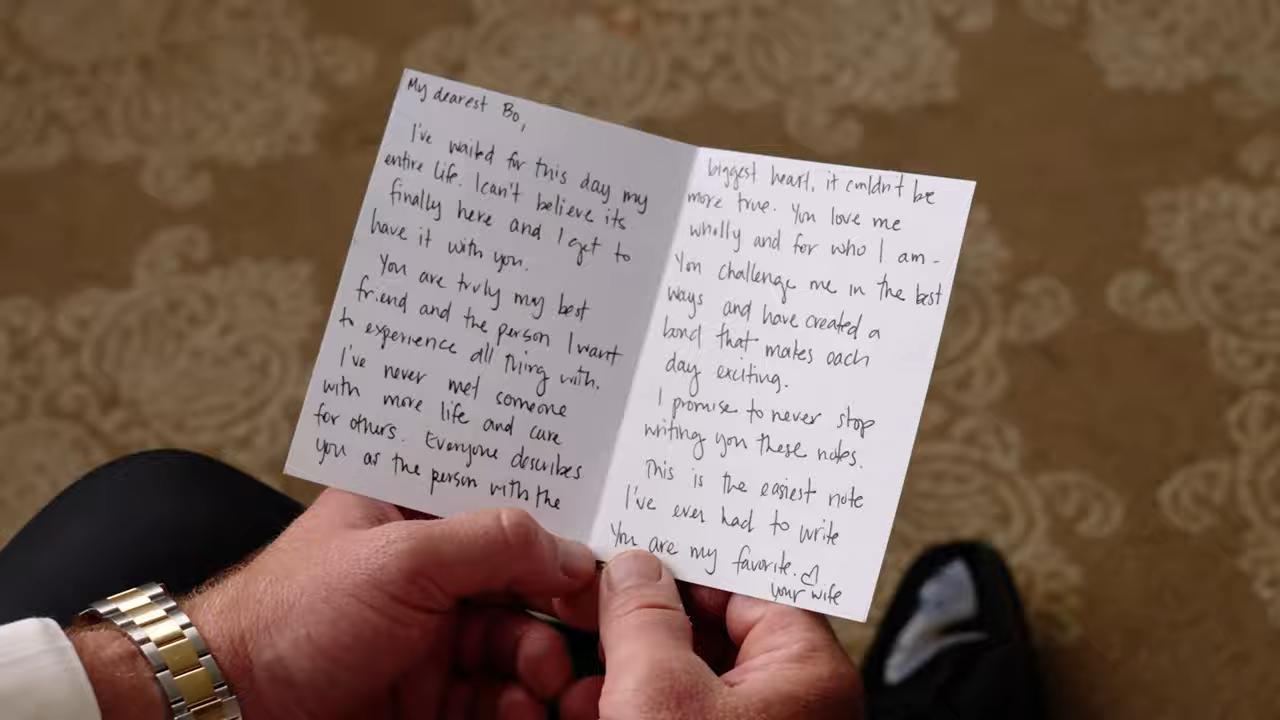 My dearest Bo,
I've waited for this day my
entire life. I can't believe its
finally here and I get to
have it with you.
You are truly my best
friend and the person I want
to experience all thing with.
I've never met someone
with more life and care
for others. Everyone describes
you as the person with the
biggest heart, it couldn't be
more true. You love me
wholly and for who I am -
You challenge me in the best
ways and have created a
bond that makes each
day exciting.
I promise to never stop
writing you these notes.
This is the easiest note
I've ever had to write
You are my favorite. ♡
your wife